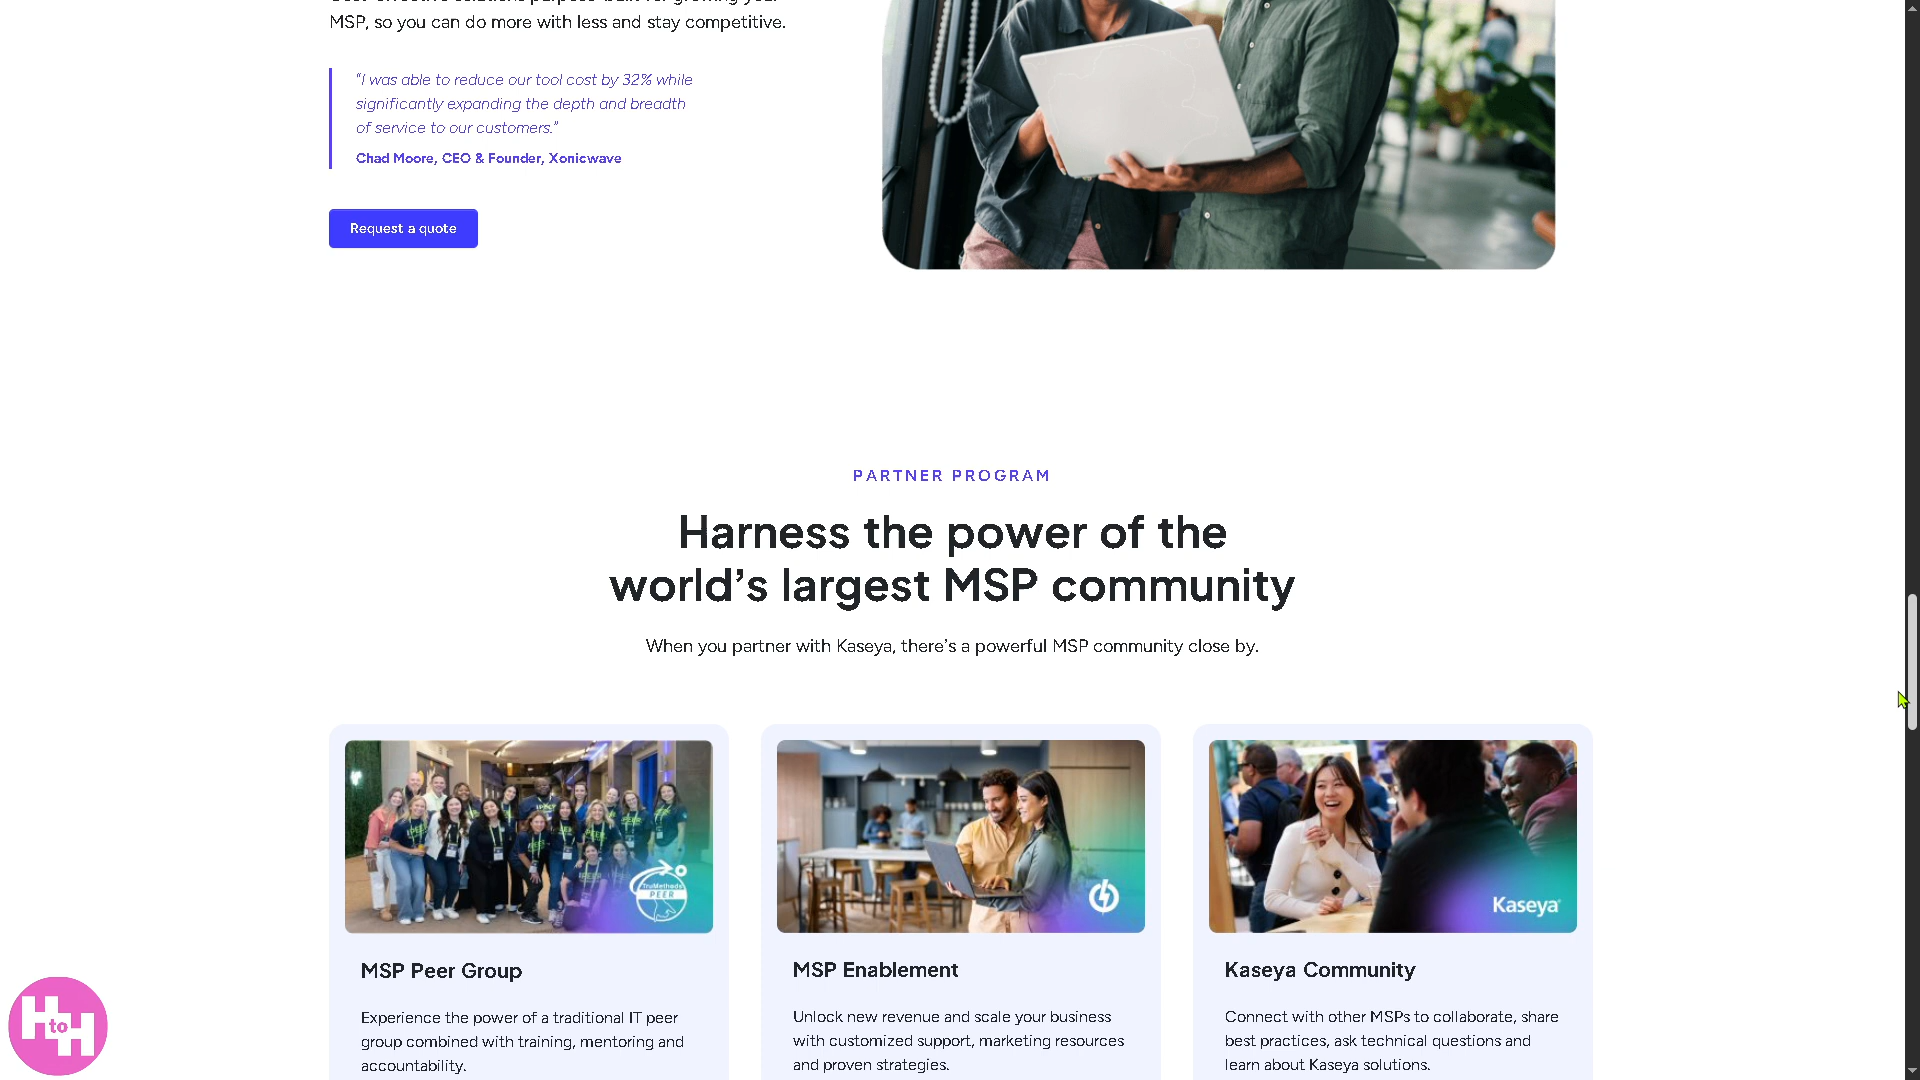 MSP, so you can do more with less and stay competitive.
“I was able to reduce our tool cost by 32% while
significantly expanding the depth and breadth
of service to our customers.”
Chad Moore, CEO & Founder, Xonicwave
Request a quote
PARTNER PROGRAM
Harness the power of the
world’s largest MSP community
When you partner with Kaseya, there’s a powerful MSP community close by.
TruMethods
PEER
Kaseya
MSP Peer Group
Experience the power of a traditional IT peer
group combined with training, mentoring and
accountability.
MSP Enablement
Unlock new revenue and scale your business
with customized support, marketing resources
and proven strategies.
Kaseya Community
Connect with other MSPs to collaborate, share
best practices, ask technical questions and
learn about Kaseya solutions.
H to H